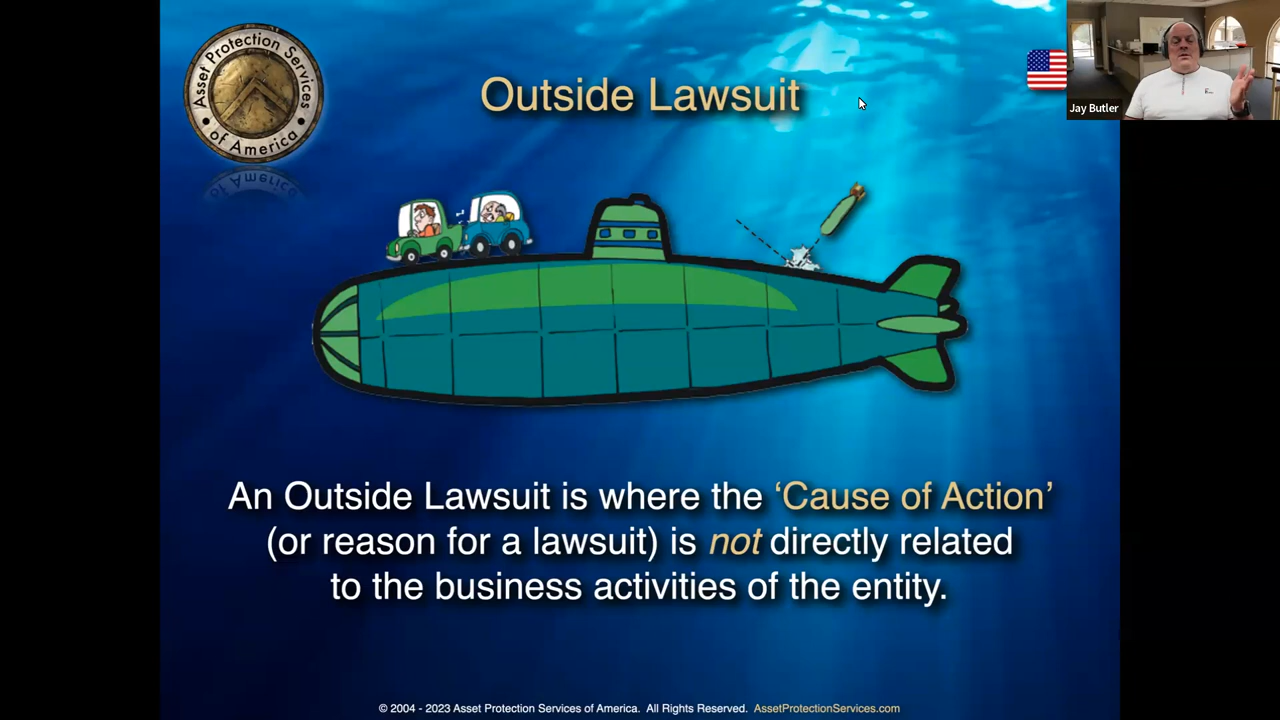 Asset Protection Services
of America
Outside Lawsuit
Jay Butler
An Outside Lawsuit is where the ‘Cause of Action’
(or reason for a lawsuit) is not directly related
to the business activities of the entity.
© 2004 - 2023 Asset Protection Services of America. All Rights Reserved. AssetProtectionServices.com